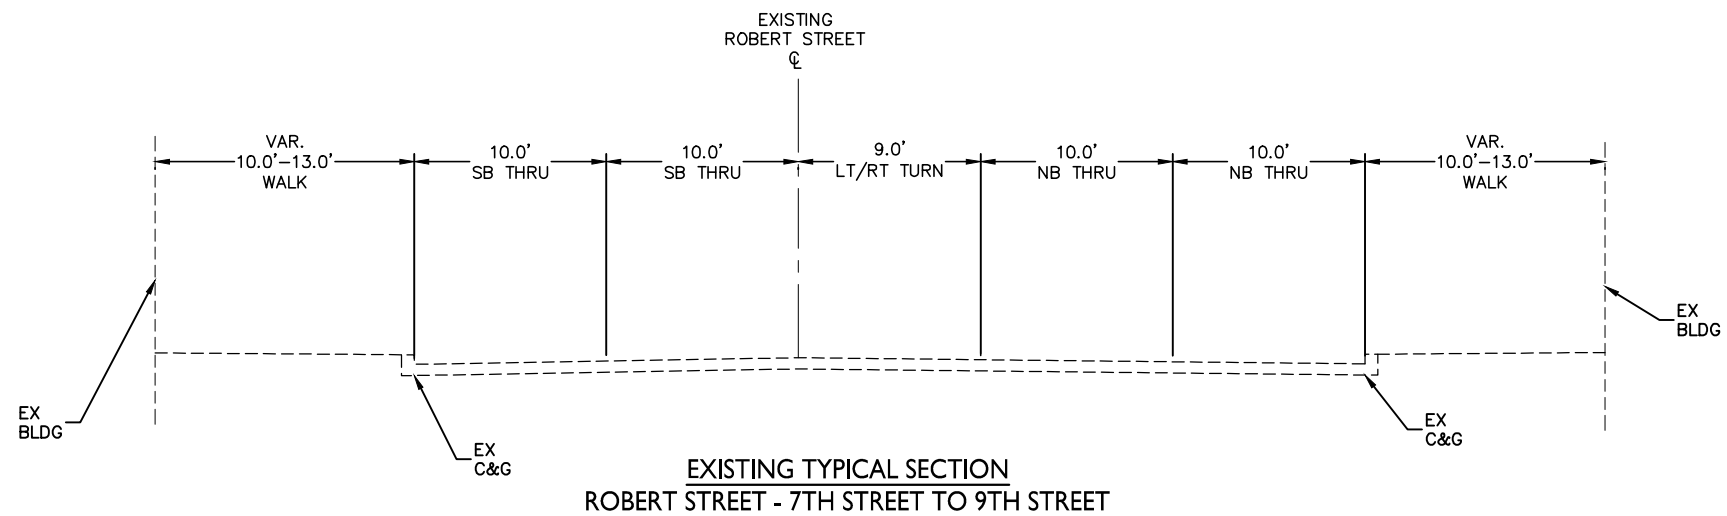 EXISTING
ROBERT STREET
℄
VAR.
10.0'-13.0'
WALK
10.0'
SB THRU
10.0'
SB THRU
9.0'
LT/RT TURN
10.0'
NB THRU
10.0'
NB THRU
VAR.
10.0'-13.0'
WALK
EX
BLDG
EX
BLDG
EX
C&G
EX
C&G
EXISTING TYPICAL SECTION
ROBERT STREET - 7TH STREET TO 9TH STREET